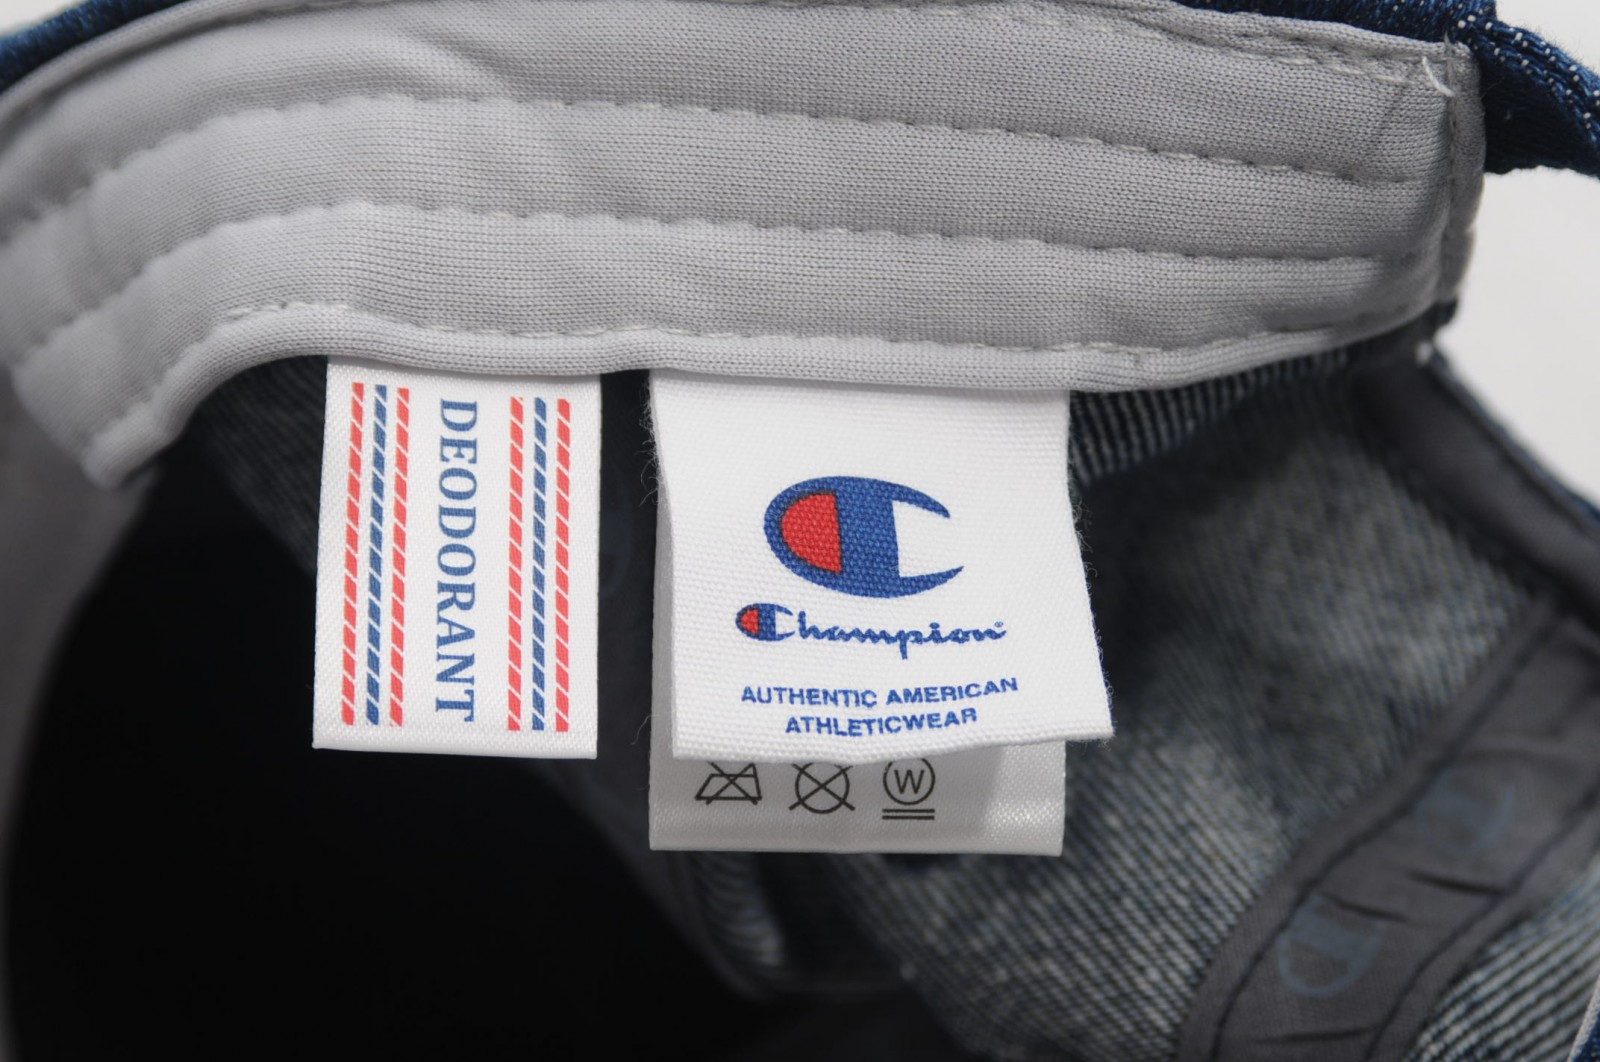 DEODORANT
Champion
AUTHENTIC AMERICAN
ATHLETICWEAR
W